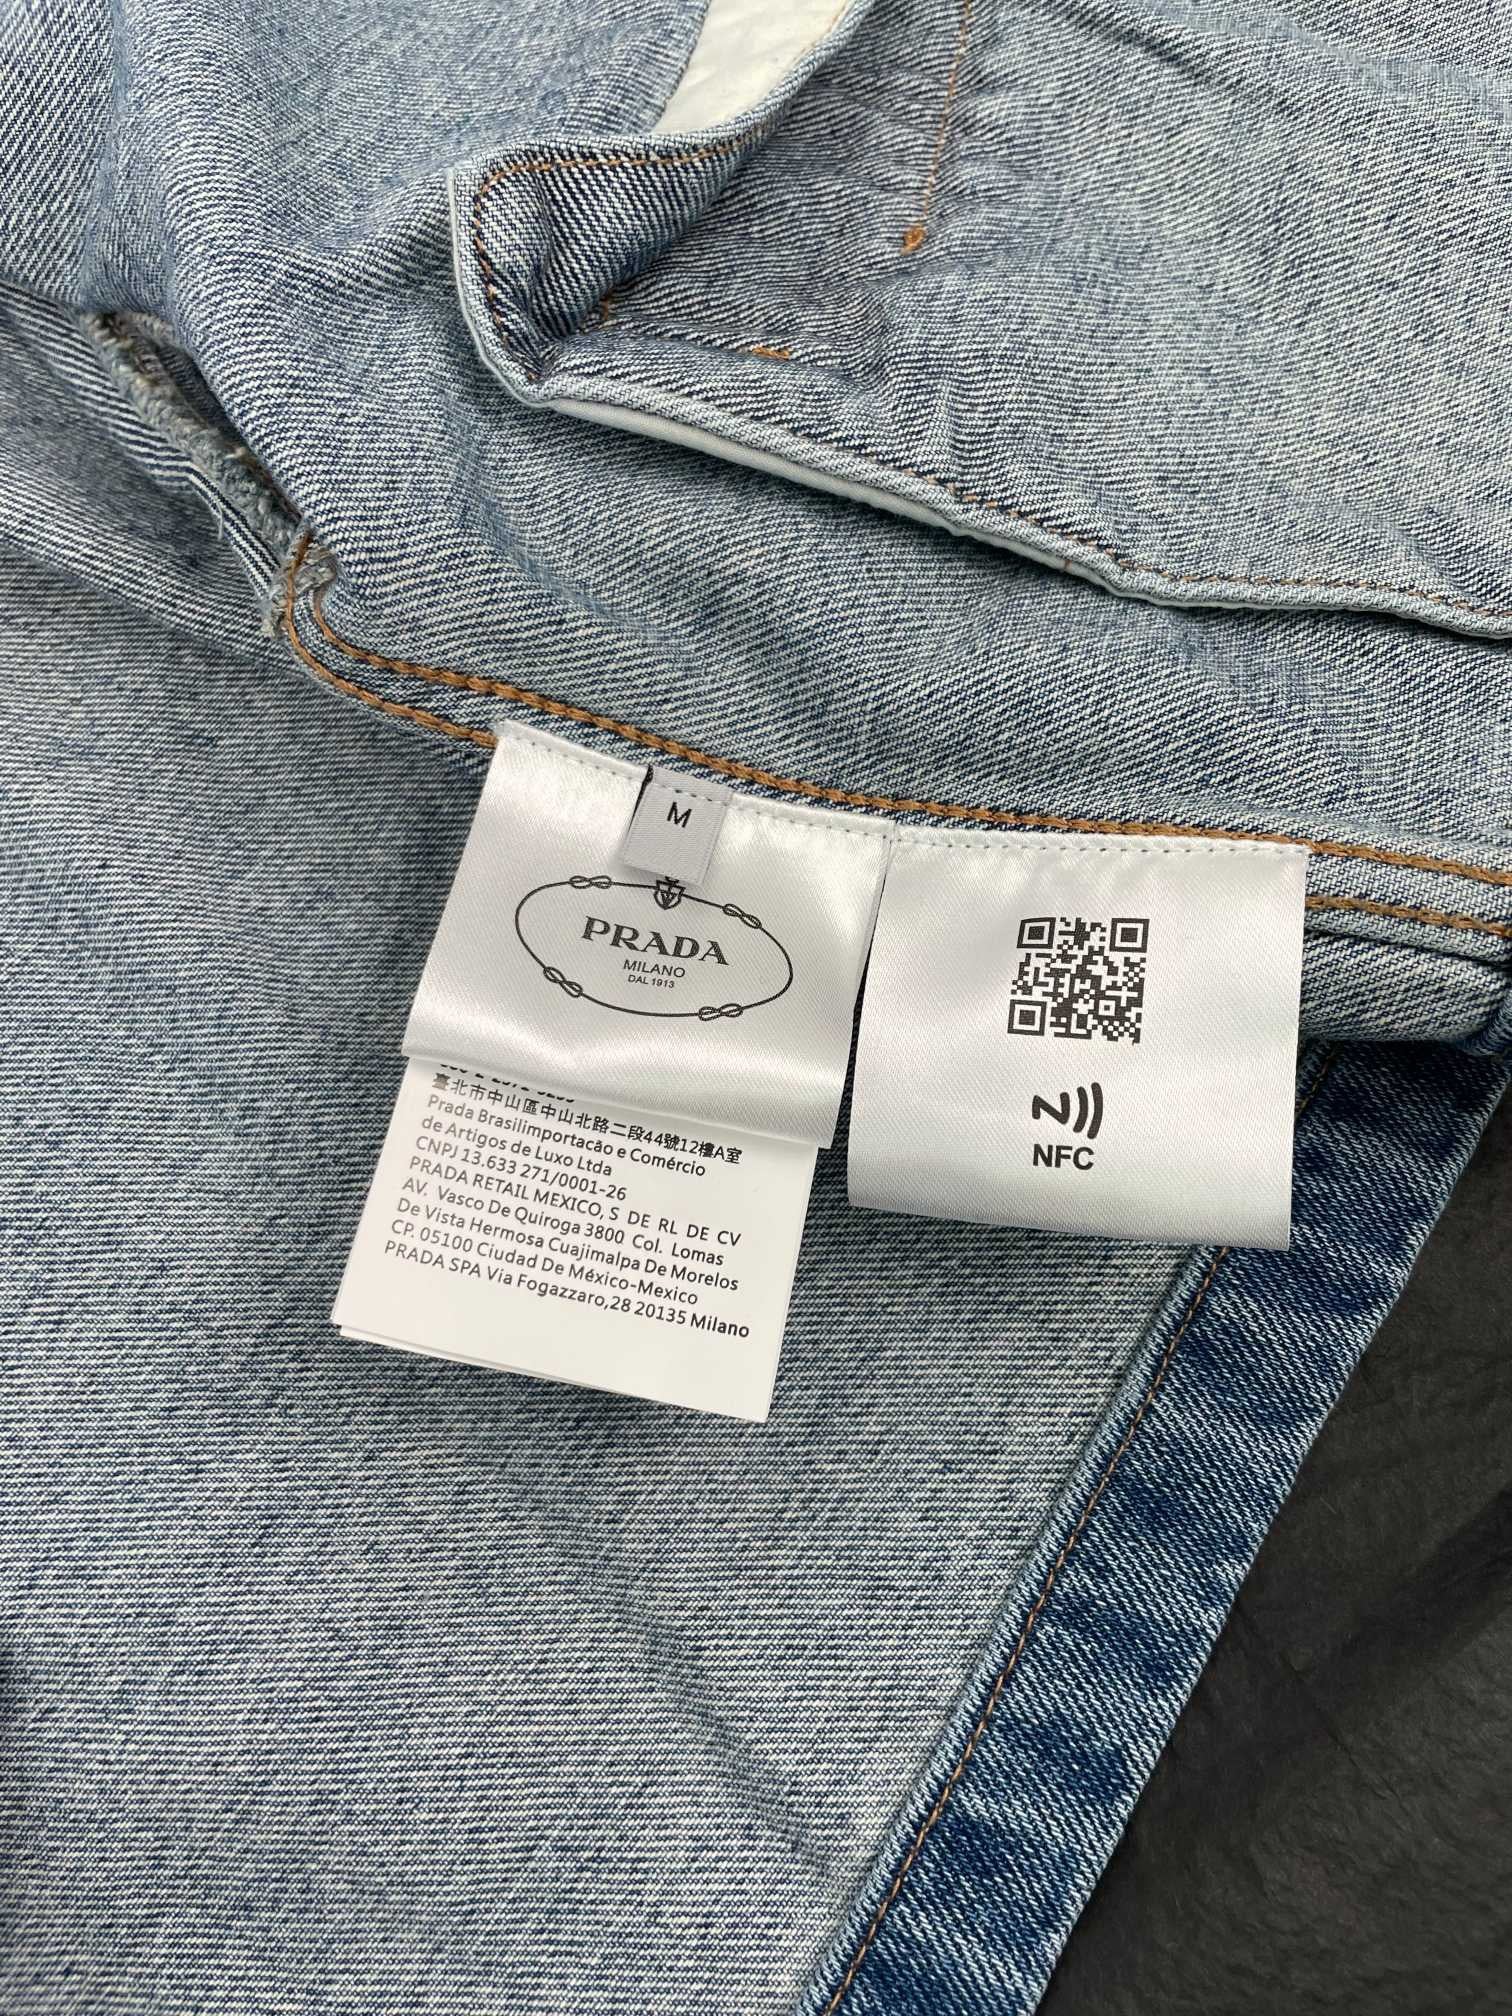 M
PRADA
MILANO
DAL 1913
臺北市中山區中山北路二段44號12樓A室
Prada Brasilimportacão e Comércio
de Artigos de Luxo Ltda
CNPJ 13.633 271/0001-26
PRADA RETAIL MEXICO, S DE RL DE CV
AV. Vasco De Quiroga 3800 Col. Lomas
De Vista Hermosa Cuajimalpa De Morelos
CP. 05100 Ciudad De México-Mexico
PRADA SPA Via Fogazzaro,28 20135 Milano
NFC